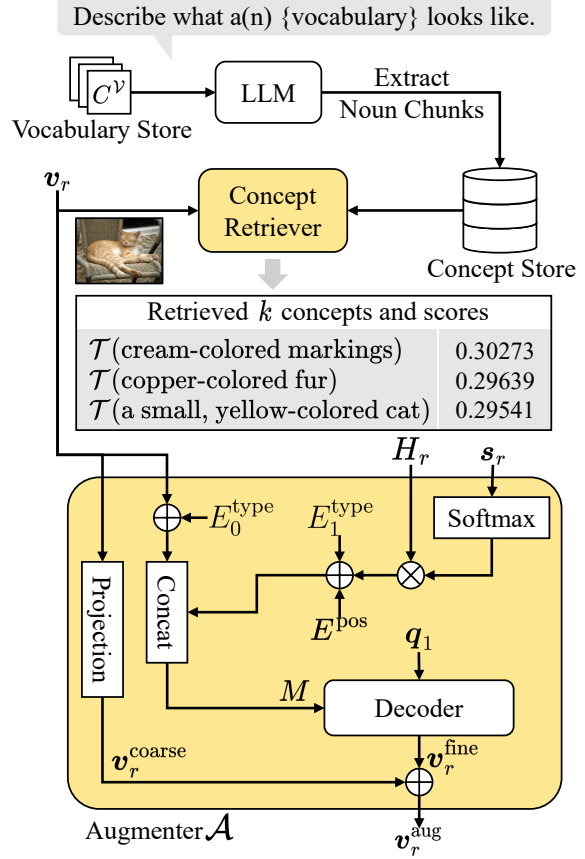 Describe what a(n) {vocabulary} looks like.
C^𝒱
LLM
Extract
Noun Chunks
Vocabulary Store
𝒗_r
Concept
Retriever
Concept Store
Retrieved k concepts and scores
𝒯(cream-colored markings) 0.30273
𝒯(copper-colored fur) 0.29639
𝒯(a small, yellow-colored cat) 0.29541
H_r
𝒔_r
E_0^type
E_1^type
Softmax
Projection
Concat
E^pos
𝒒_1
M
Decoder
𝒗_r^coarse
𝒗_r^fine
Augmenter 𝓐
𝒗_r^aug